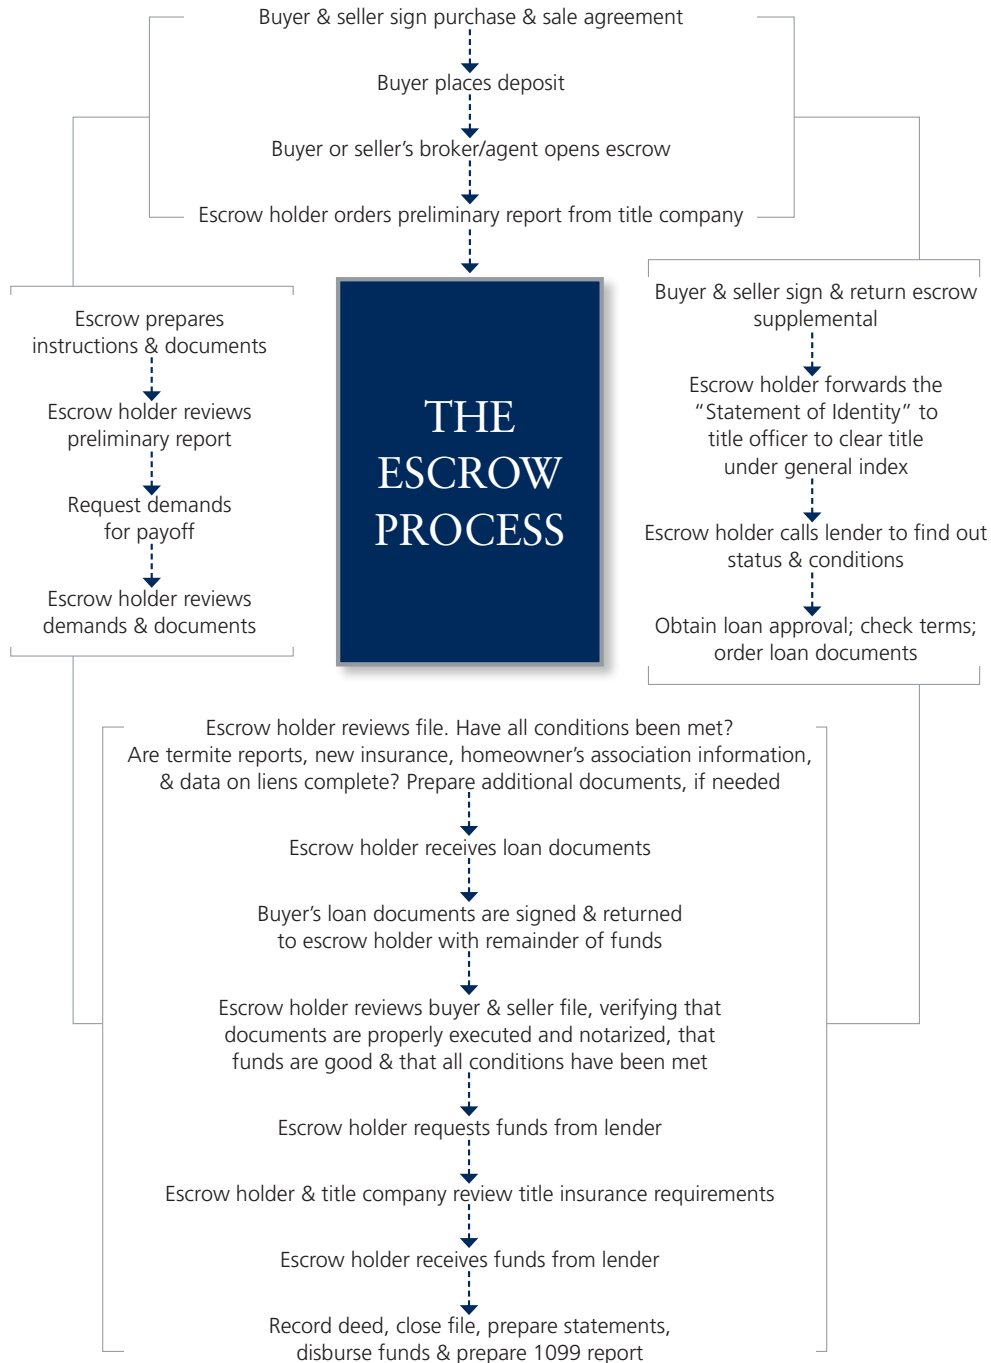 Buyer & seller sign purchase & sale agreement
Buyer places deposit
Buyer or seller's broker/agent opens escrow
Escrow holder orders preliminary report from title company
Escrow prepares
instructions & documents
Escrow holder reviews
preliminary report
Request demands
for payoff
Escrow holder reviews
demands & documents
THE
ESCROW
PROCESS
Buyer & seller sign & return escrow
supplemental
Escrow holder forwards the
“Statement of Identity” to
title officer to clear title
under general index
Escrow holder calls lender to find out
status & conditions
Obtain loan approval; check terms;
order loan documents
Escrow holder reviews file. Have all conditions been met?
Are termite reports, new insurance, homeowner's association information,
& data on liens complete? Prepare additional documents, if needed
Escrow holder receives loan documents
Buyer's loan documents are signed & returned
to escrow holder with remainder of funds
Escrow holder reviews buyer & seller file, verifying that
documents are properly executed and notarized, that
funds are good & that all conditions have been met
Escrow holder requests funds from lender
Escrow holder & title company review title insurance requirements
Escrow holder receives funds from lender
Record deed, close file, prepare statements,
disburse funds & prepare 1099 report